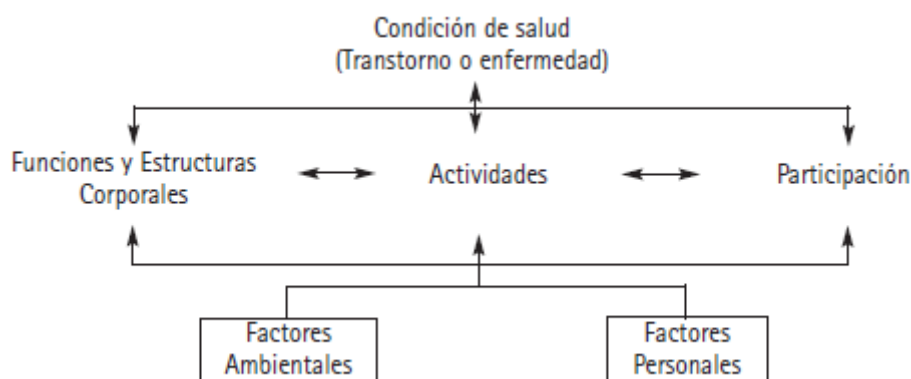 Condición de salud
(Transtorno o enfermedad)
Funciones y Estructuras
Corporales
Actividades
Participación
Factores
Ambientales
Factores
Personales